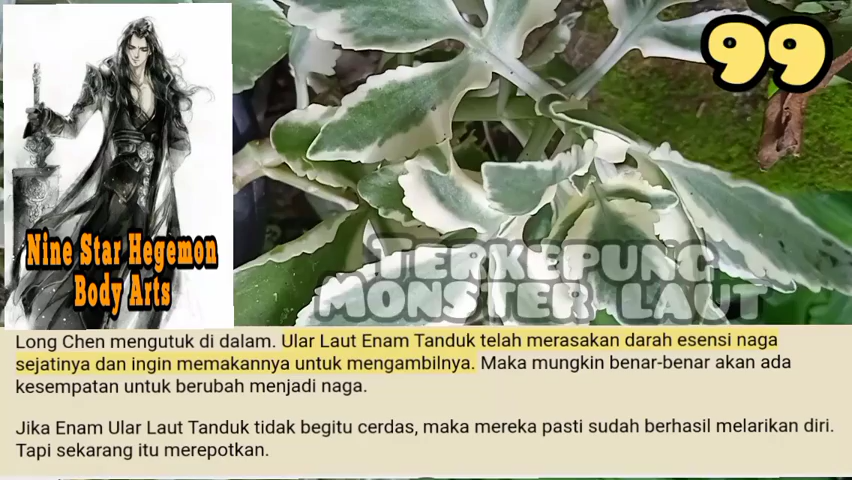 99
Nine Star Hegemon
Body Arts
TERKEPUNG
MONSTER LAUT
Long Chen mengutuk di dalam. Ular Laut Enam Tanduk telah merasakan darah esensi naga
sejatinya dan ingin memakannya untuk mengambilnya. Maka mungkin benar-benar akan ada
kesempatan untuk berubah menjadi naga.
Jika Enam Ular Laut Tanduk tidak begitu cerdas, maka mereka pasti sudah berhasil melarikan diri.
Tapi sekarang itu merepotkan.